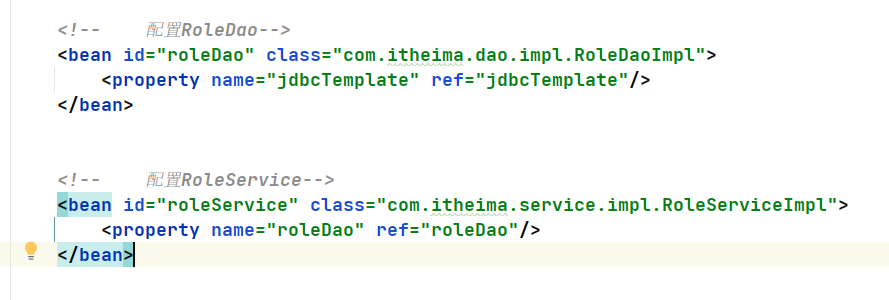 <!--    配置RoleDao-->
<bean id="roleDao" class="com.itheima.dao.impl.RoleDaoImpl">
    <property name="jdbcTemplate" ref="jdbcTemplate"/>
</bean>
<!--    配置RoleService-->
<bean id="roleService" class="com.itheima.service.impl.RoleServiceImpl">
    <property name="roleDao" ref="roleDao"/>
</bean>